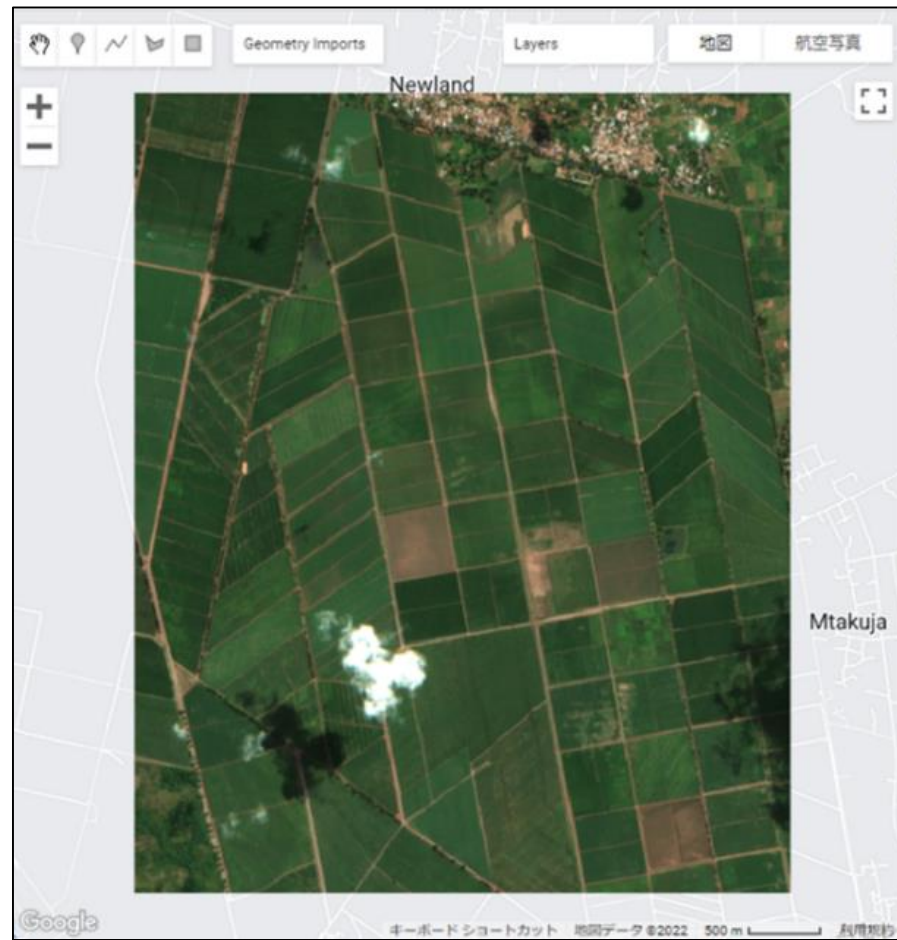 Geometry Imports
Layers
地図
航空写真
Newland
Mtakuja
Google
キーボード ショートカット
地図データ ©2022
500 m
利用規約